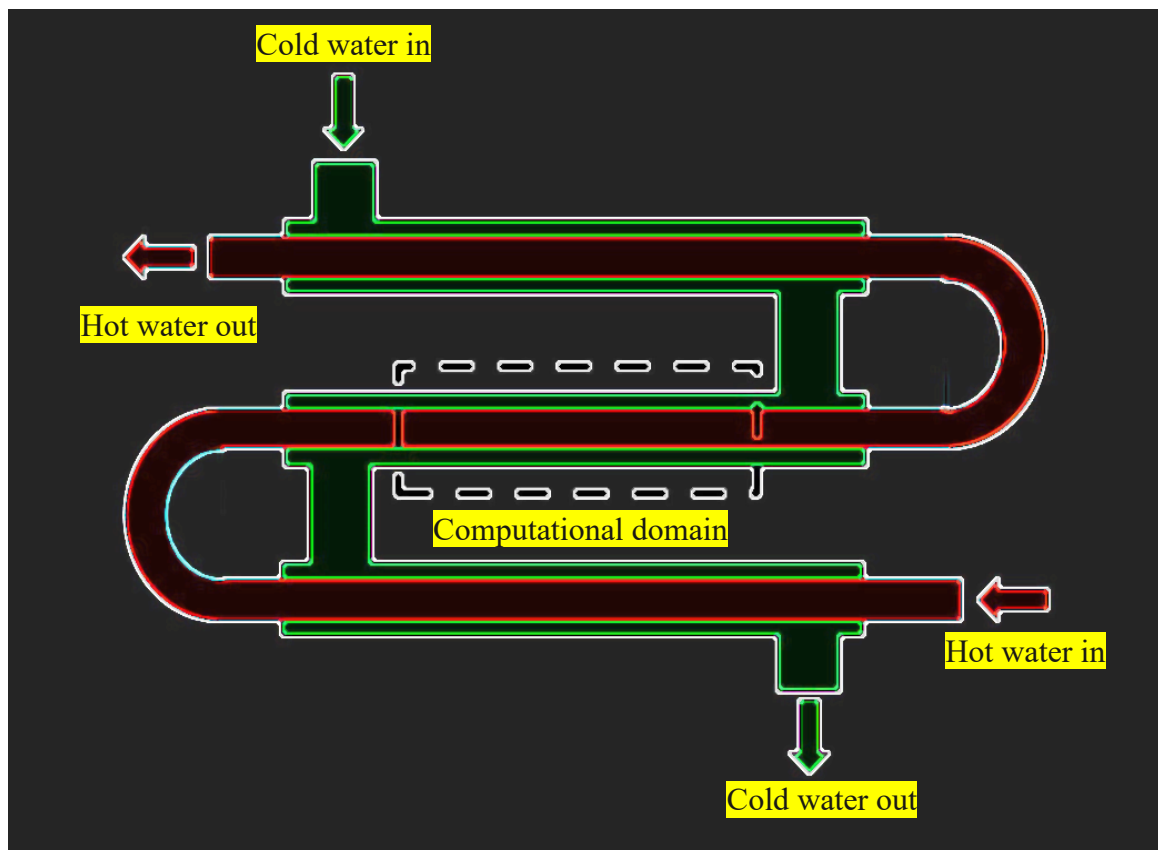 Cold water in
Hot water out
Computational domain
Hot water in
Cold water out